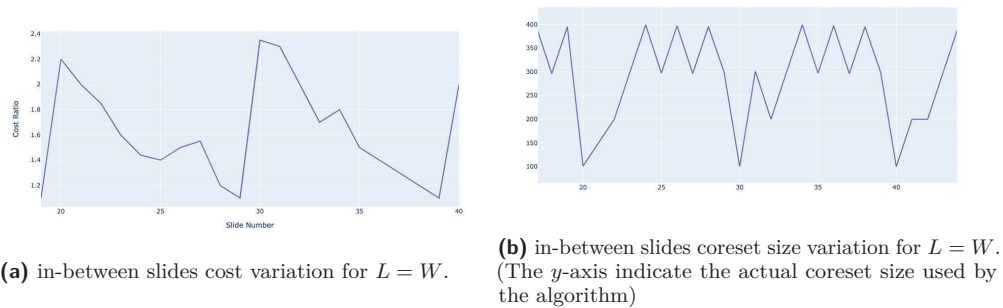 2.4
2.2
2
1.8
1.6
1.4
1.2
Cost Ratio
20 25 30 35 40
Slide Number
(a) in-between slides cost variation for L = W.
400
350
300
250
200
150
100
20 25 30 35 40
(b) in-between slides coreset size variation for L = W.
(The y-axis indicate the actual coreset size used by
the algorithm)